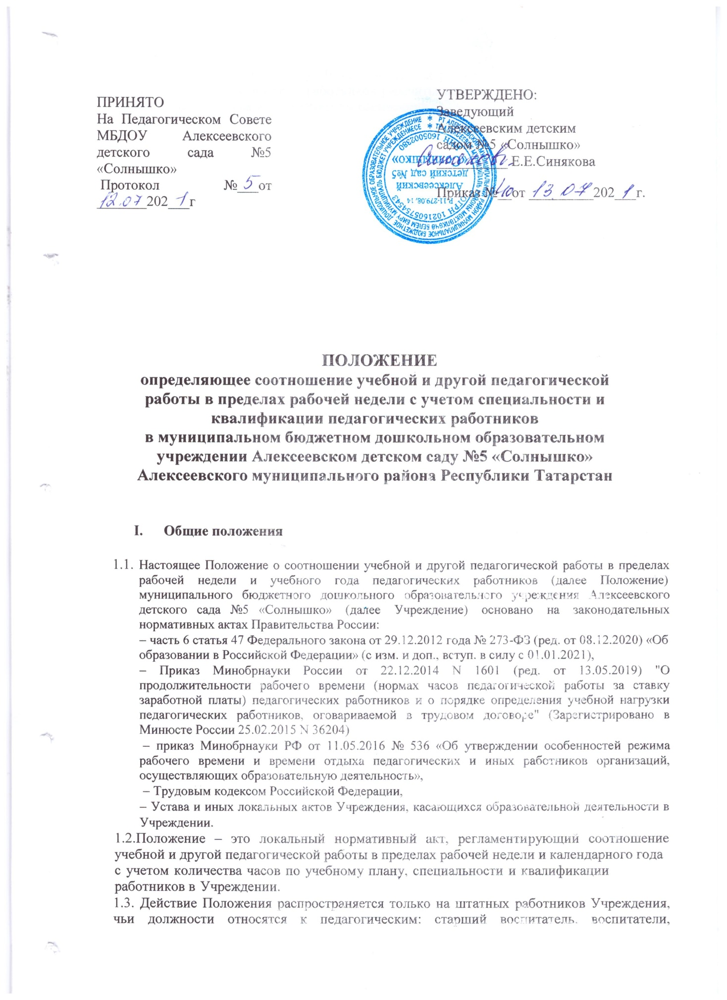 ПРИНЯТО
На Педагогическом Совете
МБДОУ Алексеевского
детского сада №5
«Солнышко»
Протокол №5 от
12.07 2021г
УТВЕРЖДЕНО:
Заведующий
Алексеевским детским
садом №5 «Солнышко»
Е.Е.Синякова
Приказ № 40 от 13.07 2021г.
Алексеевский
детский сад №5
«Солнышко»
ИНН 1605002380
ОГРН 1021605754543
ПОЛОЖЕНИЕ
определяющее соотношение учебной и другой педагогической
работы в пределах рабочей недели с учетом специальности и
квалификации педагогических работников
в муниципальном бюджетном дошкольном образовательном
учреждении Алексеевском детском саду №5 «Солнышко»
Алексеевского муниципального района Республики Татарстан
I. Общие положения
1.1. Настоящее Положение о соотношении учебной и другой педагогической работы в пределах
рабочей недели и учебного года педагогических работников (далее Положение)
муниципального бюджетного дошкольного образовательного учреждения Алексеевского
детского сада №5 «Солнышко» (далее Учреждение) основано на законодательных
нормативных актах Правительства России:
– часть 6 статья 47 Федерального закона от 29.12.2012 года № 273-ФЗ (ред. от 08.12.2020) «Об
образовании в Российской Федерации» (с изм. и доп., вступ. в силу с 01.01.2021),
– Приказ Минобрнауки России от 22.12.2014 N 1601 (ред. от 13.05.2019) "О
продолжительности рабочего времени (нормах часов педагогической работы за ставку
заработной платы) педагогических работников и о порядке определения учебной нагрузки
педагогических работников, оговариваемой в трудовом договоре" (Зарегистрировано в
Минюсте России 25.02.2015 N 36204)
– приказ Минобрнауки РФ от 11.05.2016 № 536 «Об утверждении особенностей режима
рабочего времени и времени отдыха педагогических и иных работников организаций,
осуществляющих образовательную деятельность»,
– Трудовым кодексом Российской Федерации,
– Устава и иных локальных актов Учреждения, касающихся образовательной деятельности в
Учреждении.
1.2.Положение – это локальный нормативный акт, регламентирующий соотношение
учебной и другой педагогической работы в пределах рабочей недели и календарного года
с учетом количества часов по учебному плану, специальности и квалификации
работников в Учреждении.
1.3. Действие Положения распространяется только на штатных работников Учреждения,
чьи должности относятся к педагогическим: старший воспитатель, воспитатели,